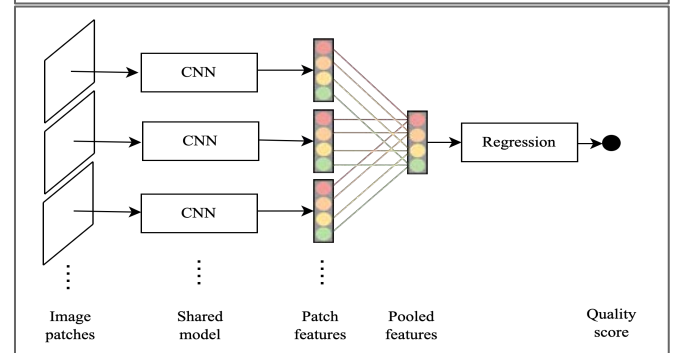 CNN
CNN
Regression
CNN
Image patches
Shared model
Patch features
Pooled features
Quality score